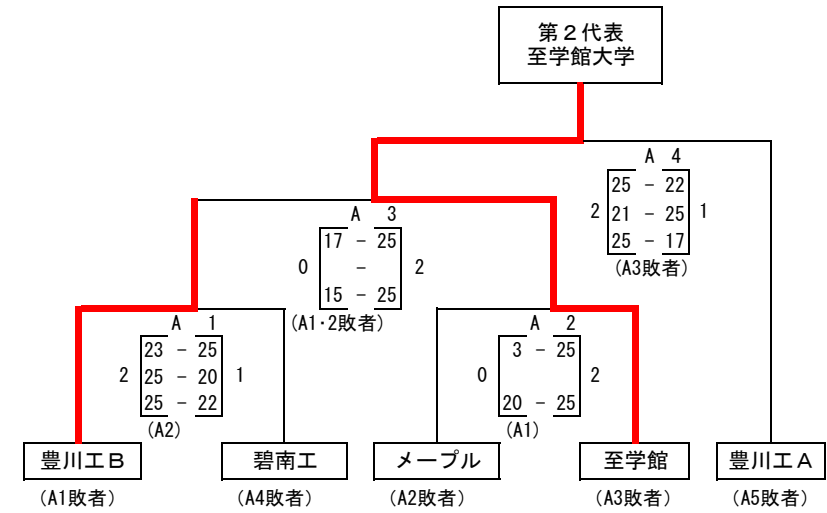 第２代表
至学館大学
A 4
25 － 22
2 21 － 25 1
25 － 17
(A3敗者)
A 3
17 － 25
0 － 2
15 － 25
(A1･2敗者)
A 1
23 － 25
2 25 － 20 1
25 － 22
(A2)
A 2
3 － 25
0 2
20 － 25
(A1)
豊川工Ｂ 碧南工 メープル 至学館 豊川工Ａ
(A1敗者) (A4敗者) (A2敗者) (A3敗者) (A5敗者)